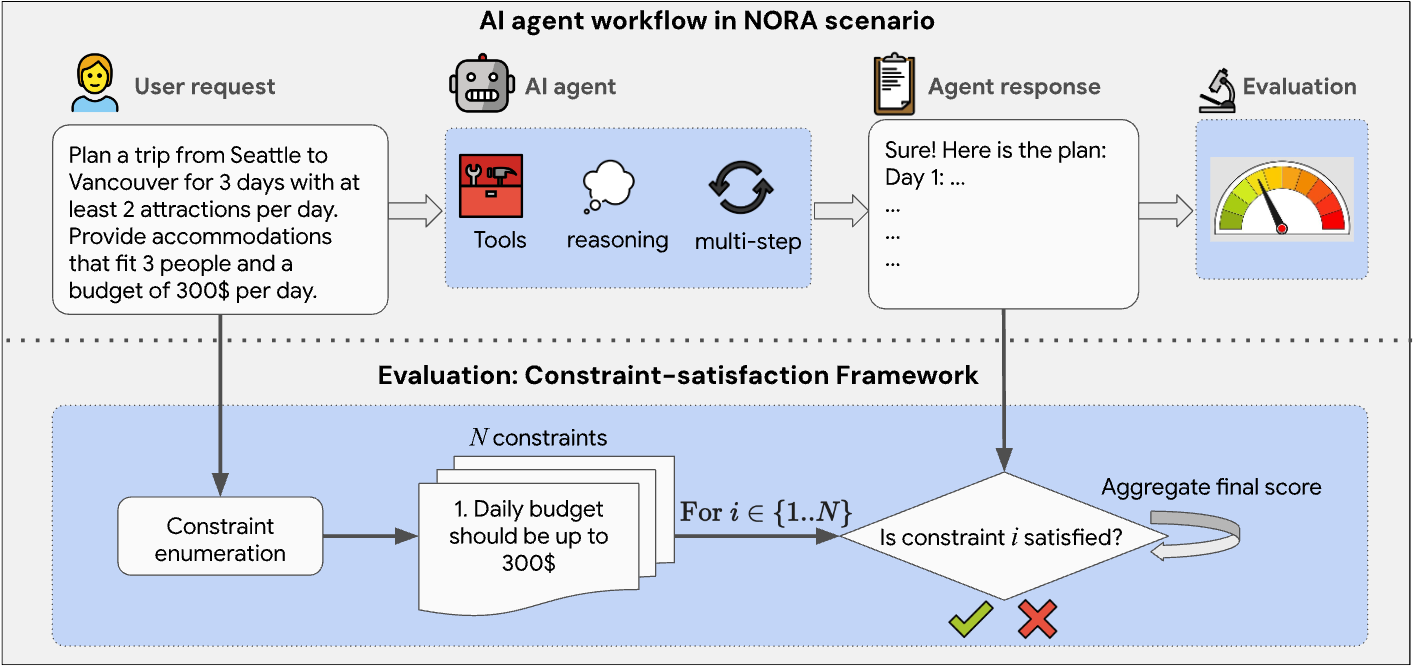 AI agent workflow in NORA scenario
User request
AI agent
Agent response
Evaluation
Plan a trip from Seattle to
Vancouver for 3 days with at
least 2 attractions per day.
Provide accommodations
that fit 3 people and a
budget of 300$ per day.
Tools
reasoning
multi-step
Sure! Here is the plan:
Day 1: ...
...
...
...
Evaluation: Constraint-satisfaction Framework
Constraint
enumeration
N constraints
1. Daily budget
should be up to
300$
For i ∈ {1..N}
Is constraint i satisfied?
Aggregate final score